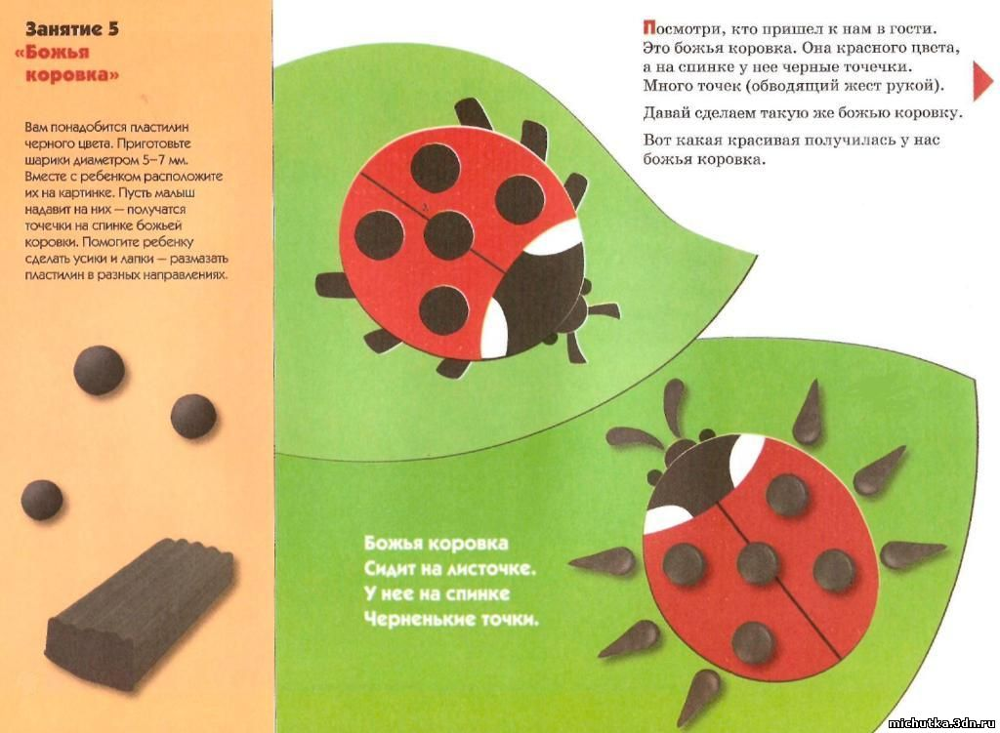 Занятие 5
«Божья
коровка»
Вам понадобится пластилин
черного цвета. Приготовьте
шарики диаметром 5–7 мм.
Вместе с ребенком расположите
их на картинке. Пусть малыш
надавит на них — получатся
точечки на спинке божьей
коровки. Помогите ребенку
сделать усики и лапки — размазать
пластилин в разных направлениях.
Посмотри, кто пришел к нам в гости.
Это божья коровка. Она красного цвета,
а на спинке у нее черные точечки.
Много точек (обводящий жест рукой).
Давай сделаем такую же божью коровку.
Вот какая красивая получилась у нас
божья коровка.
Божья коровка
Сидит на листочке.
У нее на спинке
Черненькие точки.
michutka.3dn.ru